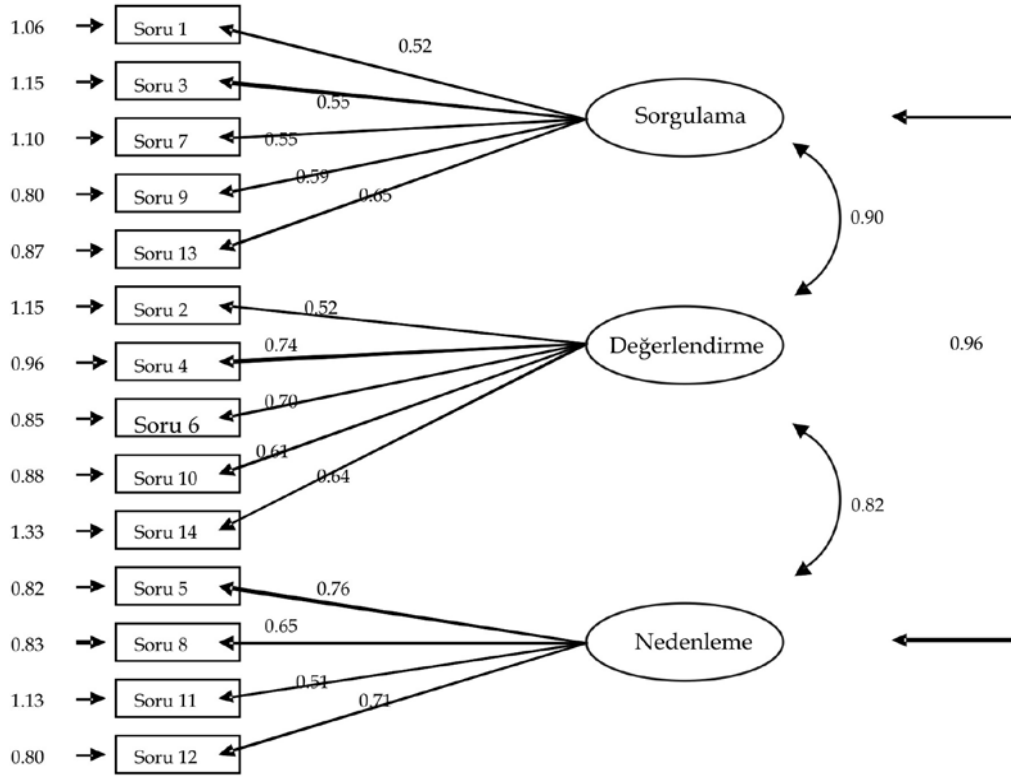 1.06 Soru 1 0.52
1.15 Soru 3 0.55 Sorgulama
1.10 Soru 7 0.55
0.80 Soru 9 0.59
0.65
0.90
0.87 Soru 13
1.15 Soru 2 0.52
0.96 Soru 4 0.74 Değerlendirme 0.96
0.85 Soru 6 0.70
0.88 Soru 10 0.61
0.64
0.82
1.33 Soru 14
0.82 Soru 5 0.76
0.83 Soru 8 0.65 Nedenleme
1.13 Soru 11 0.51
0.71
0.80 Soru 12